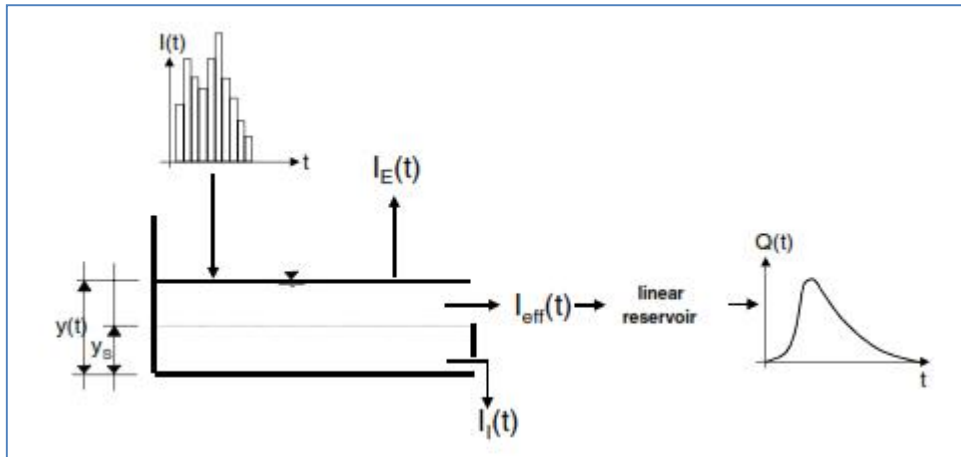 I(t)
t
I_E(t)
y(t)
y_S
I_eff(t)
linear
reservoir
I_I(t)
Q(t)
t